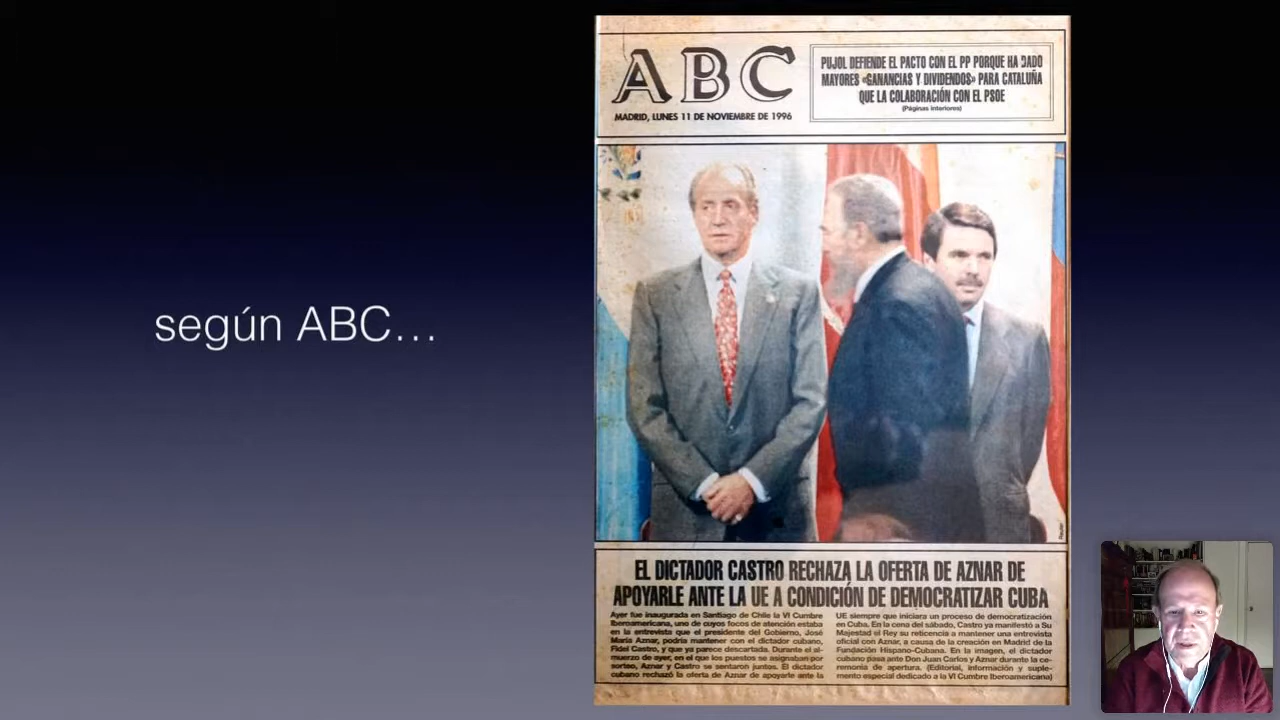 según ABC...
ABC
MADRID, LUNES 11 DE NOVIEMBRE DE 1996
PUJOL DEFIENDE EL PACTO CON EL PP PORQUE HA DADO
MAYORES «GANANCIAS Y DIVIDENDOS» PARA CATALUÑA
QUE LA COLABORACIÓN CON EL PSOE
(Páginas interiores)
EL DICTADOR CASTRO RECHAZA LA OFERTA DE AZNAR DE
APOYARLE ANTE LA UE A CONDICIÓN DE DEMOCRATIZAR CUBA
Ayer fue inaugurada en Santiago de Chile la VI Cumbre
Iberoamericana, uno de cuyos focos de atención estaba
en la entrevista que el presidente del Gobierno, José
María Aznar, podría mantener con el dictador cubano,
Fidel Castro, y que ya parece descartada. Durante el al-
muerzo de ayer, en el que los puestos se asignaban por
sorteo, Aznar y Castro se sentaron juntos. El dictador
cubano rechazó la oferta de Aznar de apoyarle ante la
UE siempre que iniciara un proceso de democratización
en Cuba. En la cena del sábado, Castro ya manifestó a Su
Majestad el Rey su reticencia a mantener una entrevista
oficial con Aznar, a causa de la creación en Madrid de la
Fundación Hispano-Cubana. En la imagen, el dictador
cubano pasa ante Don Juan Carlos y Aznar durante la ce-
remonia de apertura. (Editorial, información y suple-
mento especial dedicado a la VI Cumbre Iberoamericana)